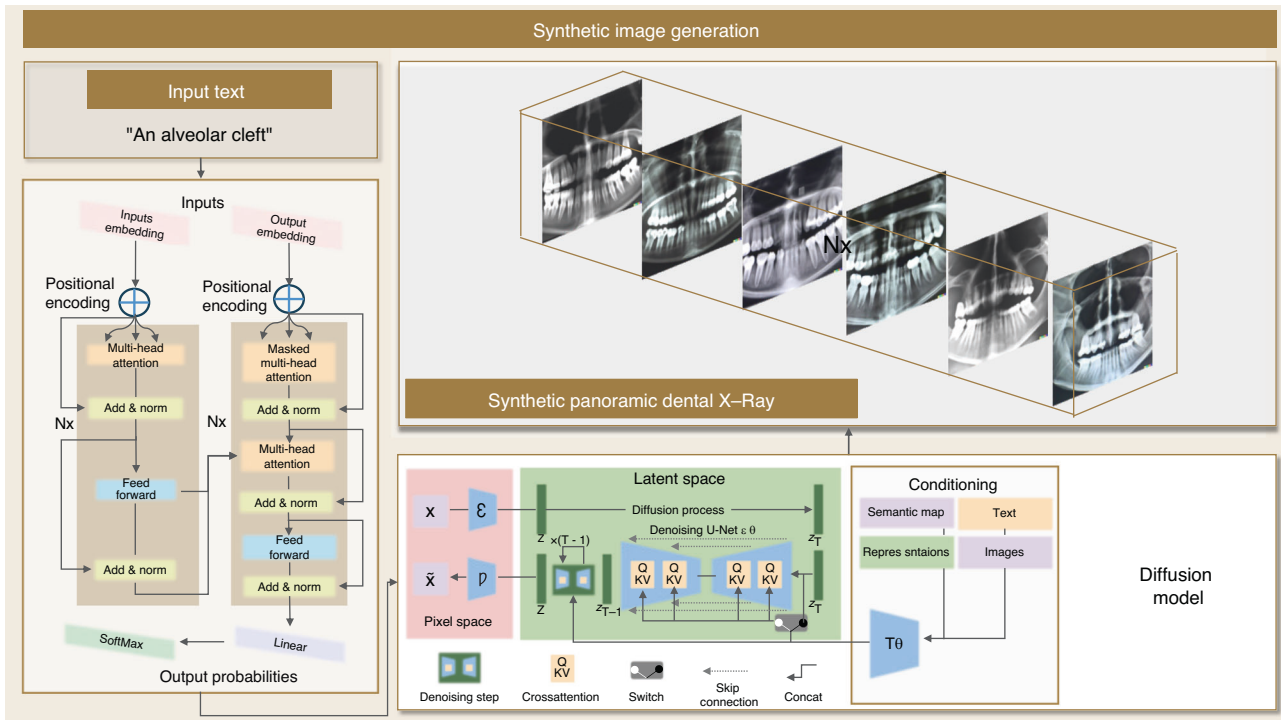 Synthetic image generation
Input text
"An alveolar cleft"
Inputs
Inputs
embedding
Output
embedding
Positional
encoding
Positional
encoding
Multi-head
attention
Masked
multi-head
attention
Add & norm
Add & norm
Nx
Nx
Multi-head
attention
Feed
forward
Add & norm
Feed
forward
Add & norm
Add & norm
SoftMax
Linear
Output probabilities
Nx
Synthetic panoramic dental X–Ray
Latent space
x
ε
Diffusion process
Z
zT
Denoising U-Net ε θ
×(T - 1)
x̃
D
Q
KV
Q
KV
Q
KV
Q
KV
Z
zT−1
zT
Pixel space
Conditioning
Semantic map
Text
Repres sntaions
Images
Tθ
Diffusion
model
Q
KV
Denoising step
Crossattention
Switch
Skip
connection
Concat